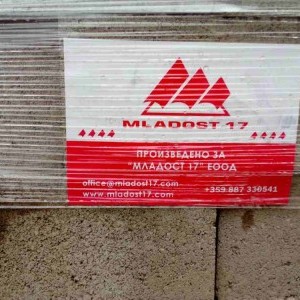 MLADOST 17
ПРОИЗВЕДЕНО ЗА
"МЛАДОСТ 17" ЕООД
office@mladost17.com
www.mladost17.com
+359 887 330541